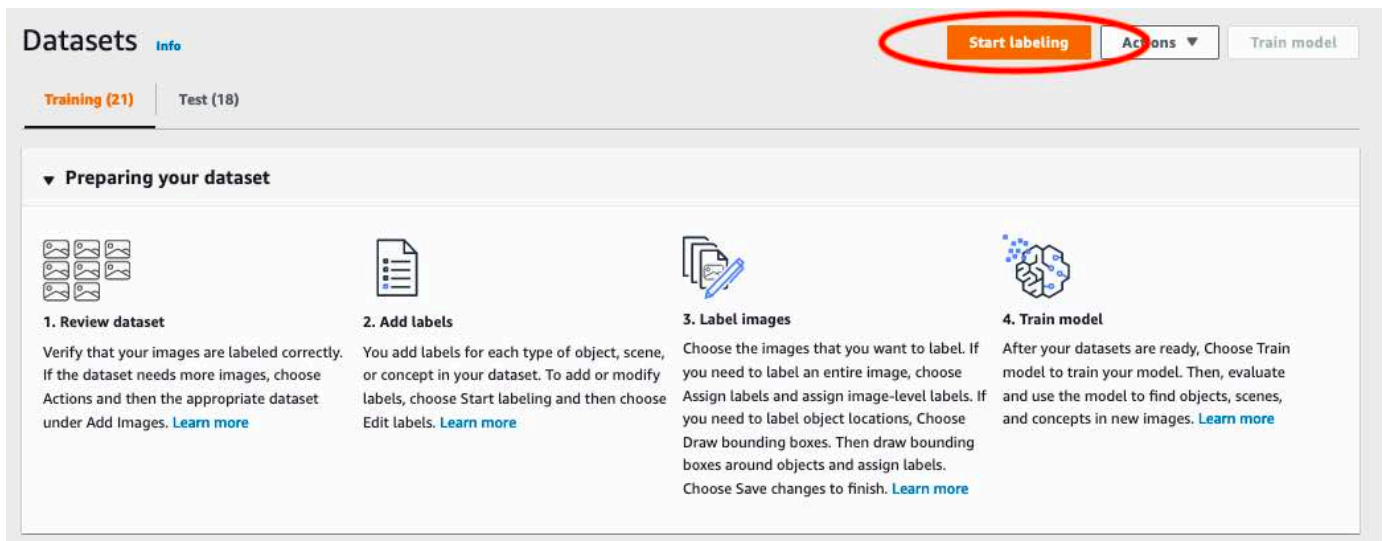 Datasets Info
Start labeling
Actions ▼
Train model
Training (21)
Test (18)
▼ Preparing your dataset
1. Review dataset
Verify that your images are labeled correctly.
If the dataset needs more images, choose
Actions and then the appropriate dataset
under Add Images. Learn more
2. Add labels
You add labels for each type of object, scene,
or concept in your dataset. To add or modify
labels, choose Start labeling and then choose
Edit labels. Learn more
3. Label images
Choose the images that you want to label. If
you need to label an entire image, choose
Assign labels and assign image-level labels. If
you need to label object locations, Choose
Draw bounding boxes. Then draw bounding
boxes around objects and assign labels.
Choose Save changes to finish. Learn more
4. Train model
After your datasets are ready, Choose Train
model to train your model. Then, evaluate
and use the model to find objects, scenes,
and concepts in new images. Learn more